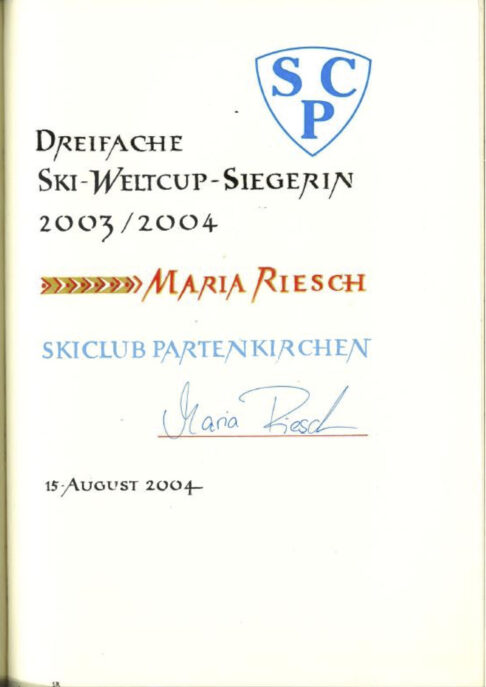 SCP
DREIFACHE
SKI-WELTCUP-SIEGERIN
2003/2004
MARIA RIESCH
SKICLUB PARTENKIRCHEN
Maria Riesch
15. AUGUST 2004